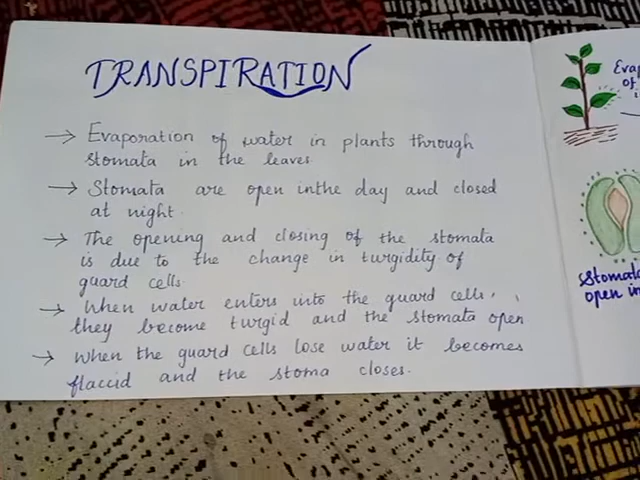 TRANSPIRATION
→ Evaporation of water in plants through
stomata in the leaves
→ Stomata are open inthe day and closed
at night.
→ The opening and closing of the stomata
is due to the change in turgidity of
guard cells.
→ When water enters into the guard cells,
they become turgid and the stomata open
→ when the guard cells lose water it becomes
flaccid and the stoma closes.
Evap
of
Stomata
open in